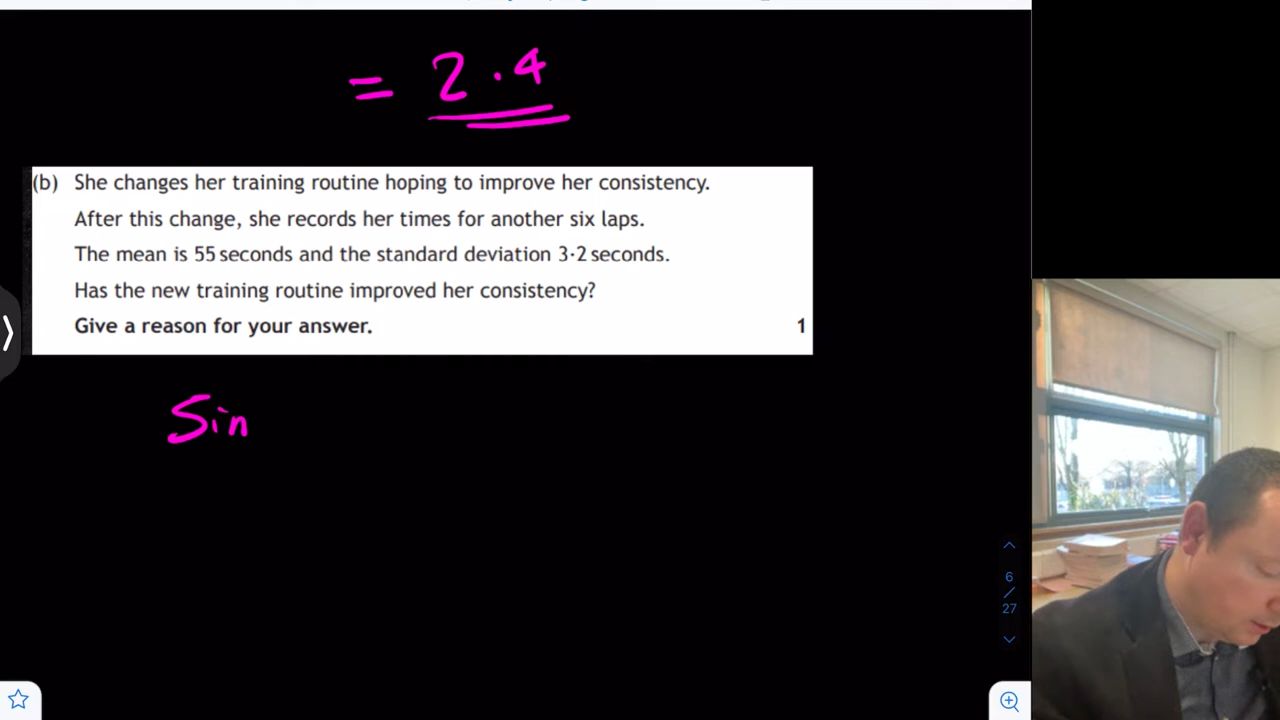 = 2.4
(b) She changes her training routine hoping to improve her consistency.
After this change, she records her times for another six laps.
The mean is 55 seconds and the standard deviation 3·2 seconds.
Has the new training routine improved her consistency?
Give a reason for your answer. 1
Sin
6
/
27